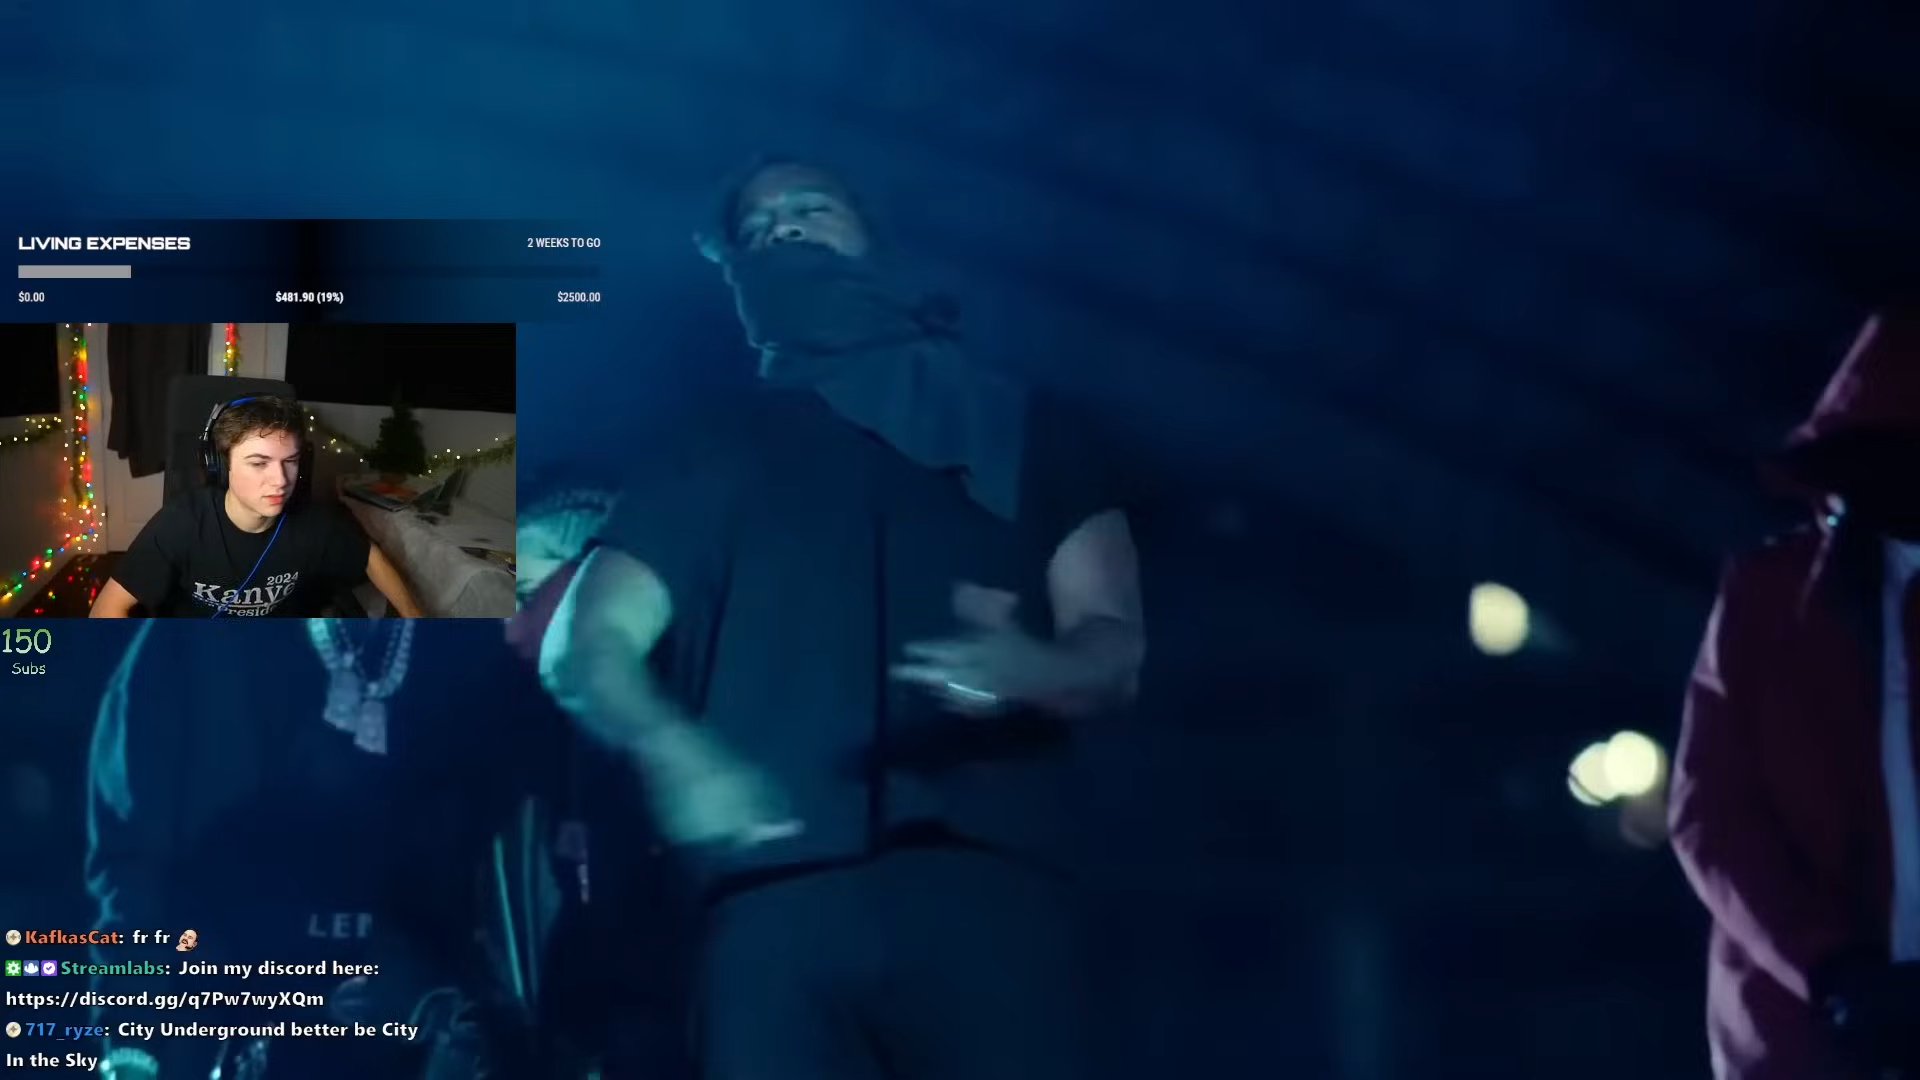 LIVING EXPENSES
2 WEEKS TO GO
$0.00
$481.90 (19%)
$2500.00
2024
Kanye
150
Subs
KafkasCat: fr fr
Streamlabs: Join my discord here:
https://discord.gg/q7Pw7wyXQm
717_ryze: City Underground better be City
In the Sky